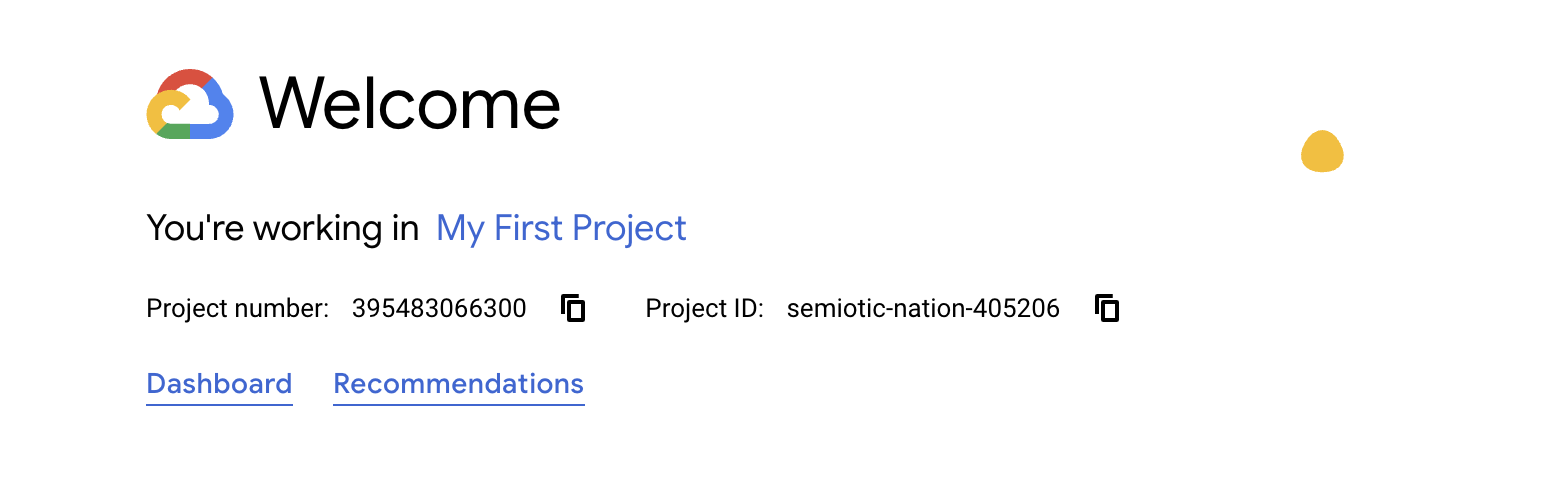 Welcome
You're working in My First Project
Project number: 395483066300 Project ID: semiotic-nation-405206
Dashboard Recommendations